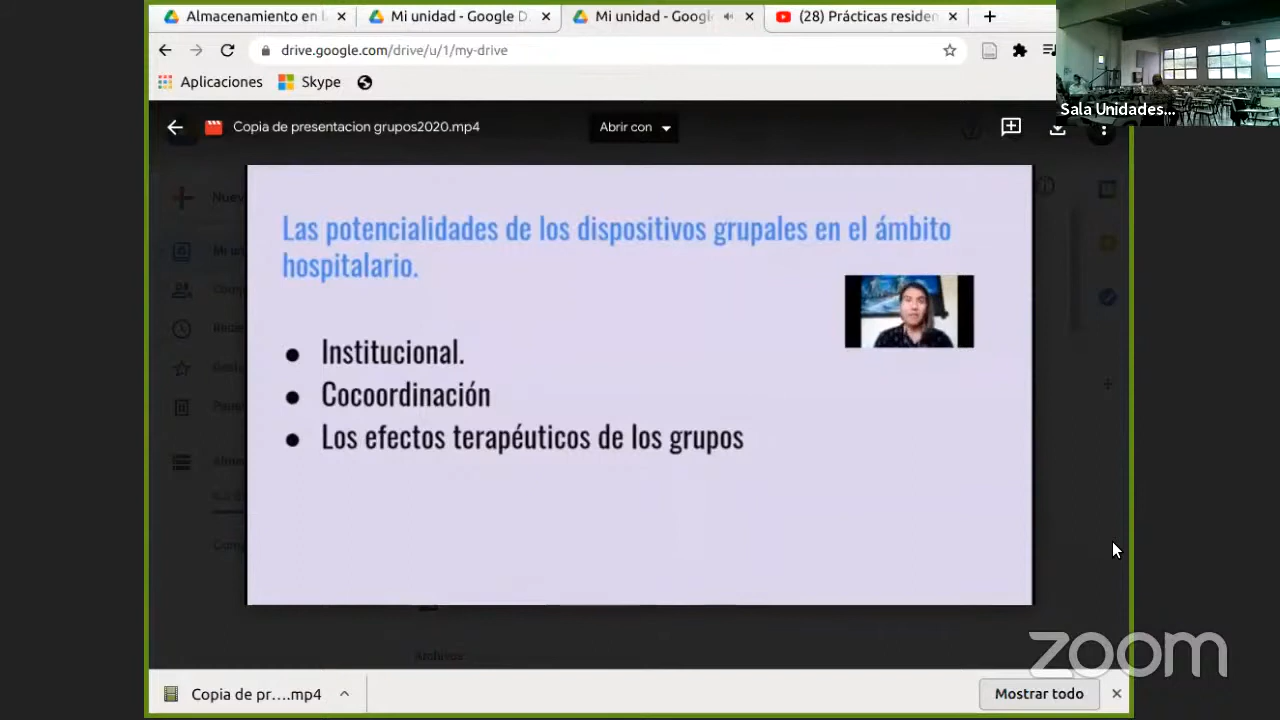 Almacenamiento en l
Mi unidad - Google D
Mi unidad - Googl
(28) Prácticas residen
drive.google.com/drive/u/1/my-drive
Aplicaciones
Skype
Sala Unidades...
Copia de presentacion grupos2020.mp4
Abrir con
Las potencialidades de los dispositivos grupales en el ámbito
hospitalario.
● Institucional.
● Cocoordinación
● Los efectos terapéuticos de los grupos
Archivos
zoom
Copia de pr....mp4
Mostrar todo